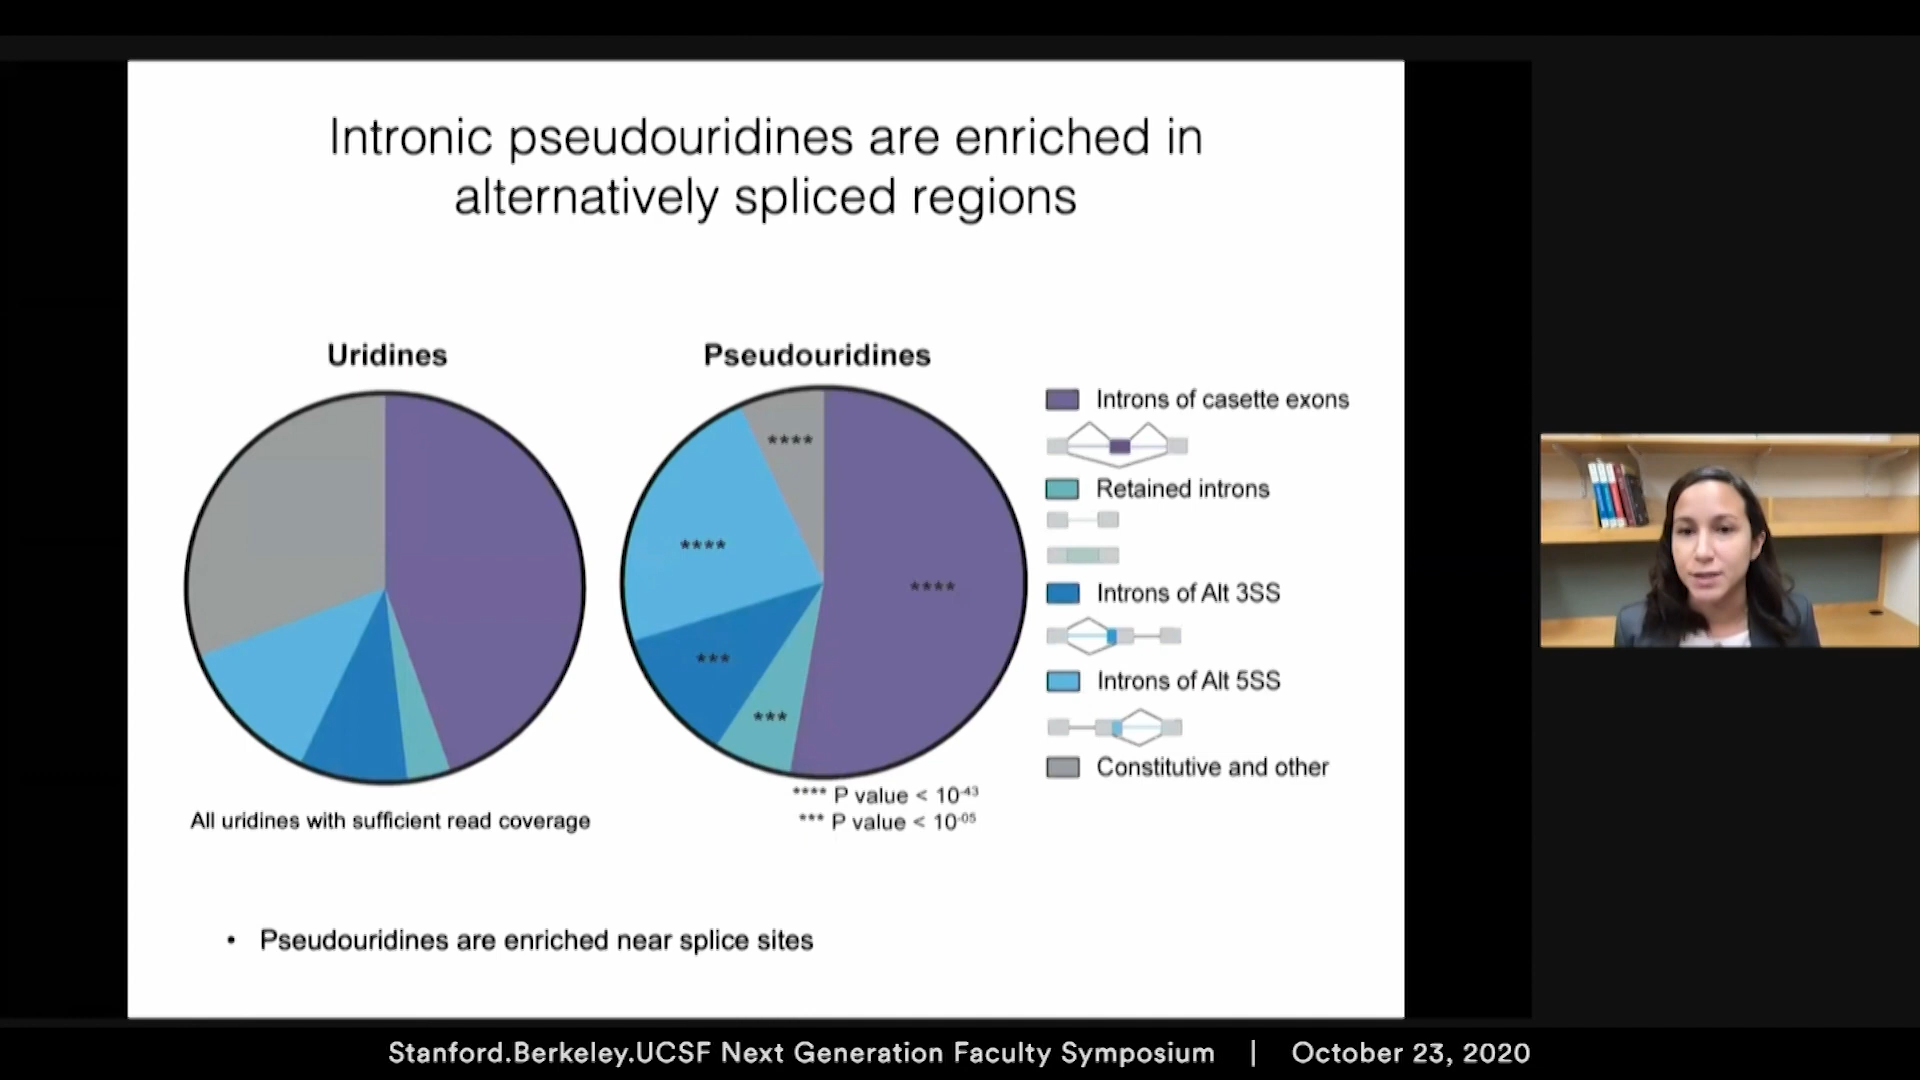 Intronic pseudouridines are enriched in
alternatively spliced regions
Uridines
Pseudouridines
****
****
****
***
***
Introns of casette exons
Retained introns
Introns of Alt 3SS
Introns of Alt 5SS
Constitutive and other
**** P value < 10-43
*** P value < 10-05
All uridines with sufficient read coverage
• Pseudouridines are enriched near splice sites
Stanford.Berkeley.UCSF Next Generation Faculty Symposium | October 23, 2020